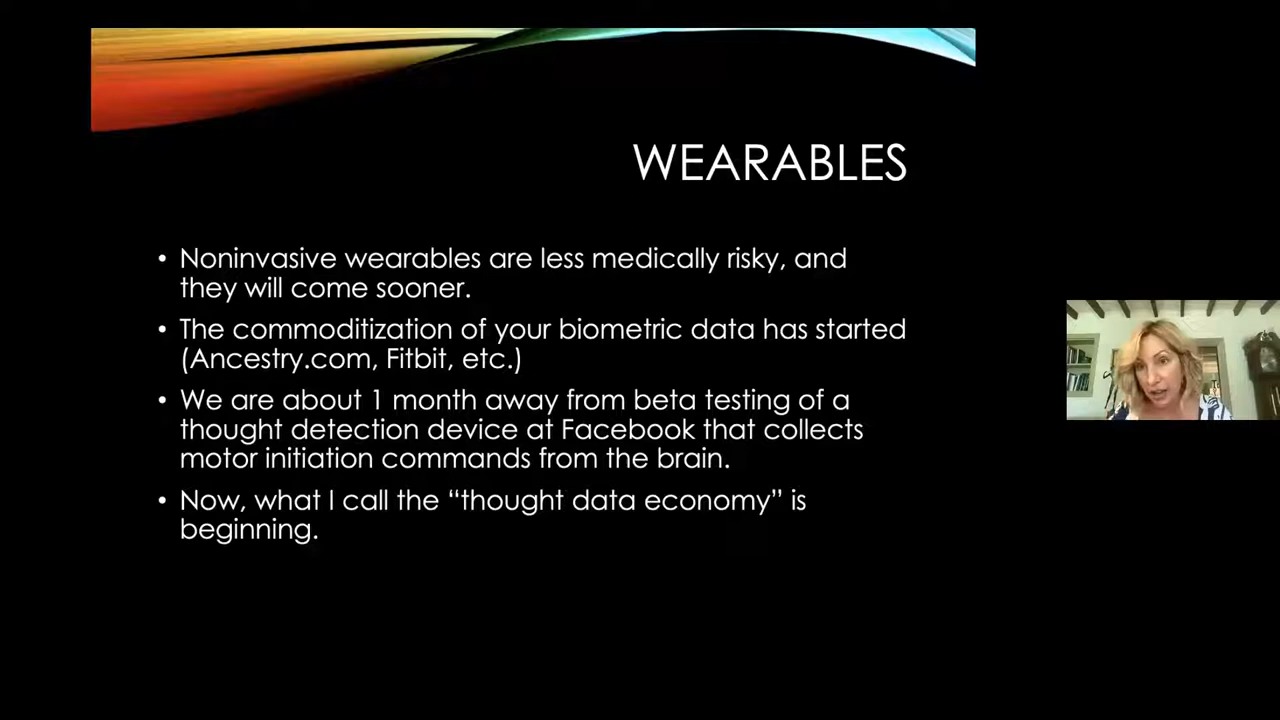 WEARABLES
• Noninvasive wearables are less medically risky, and
they will come sooner.
• The commoditization of your biometric data has started
(Ancestry.com, Fitbit, etc.)
• We are about 1 month away from beta testing of a
thought detection device at Facebook that collects
motor initiation commands from the brain.
• Now, what I call the “thought data economy” is
beginning.